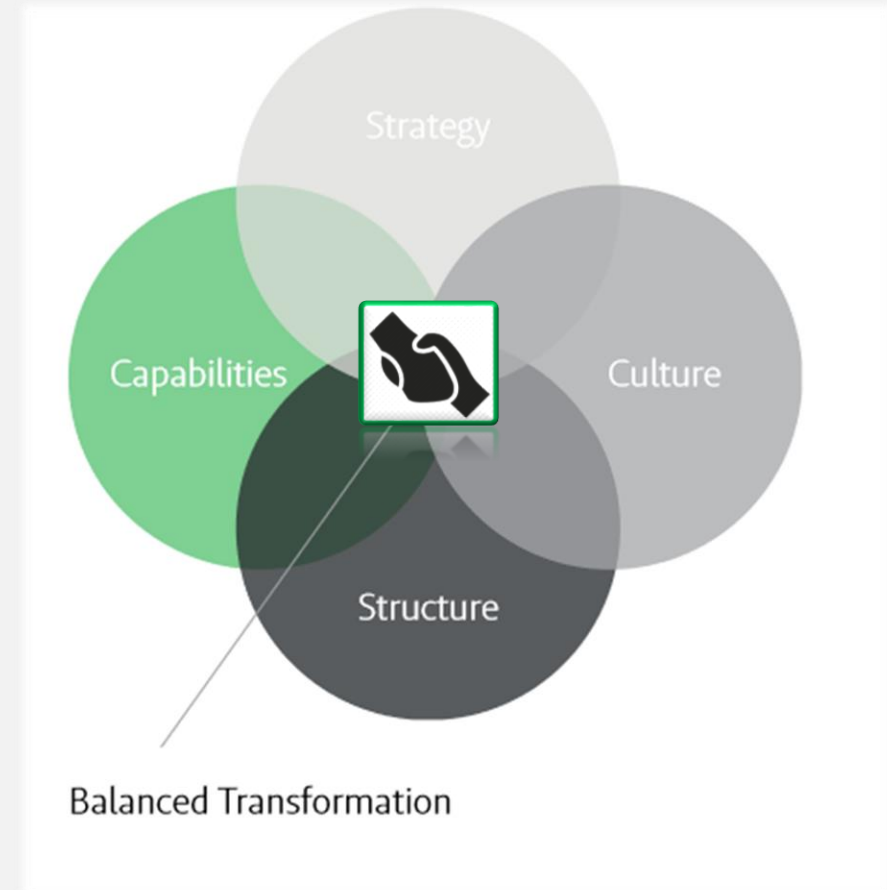 Strategy
Capabilities
Culture
Structure
Balanced Transformation